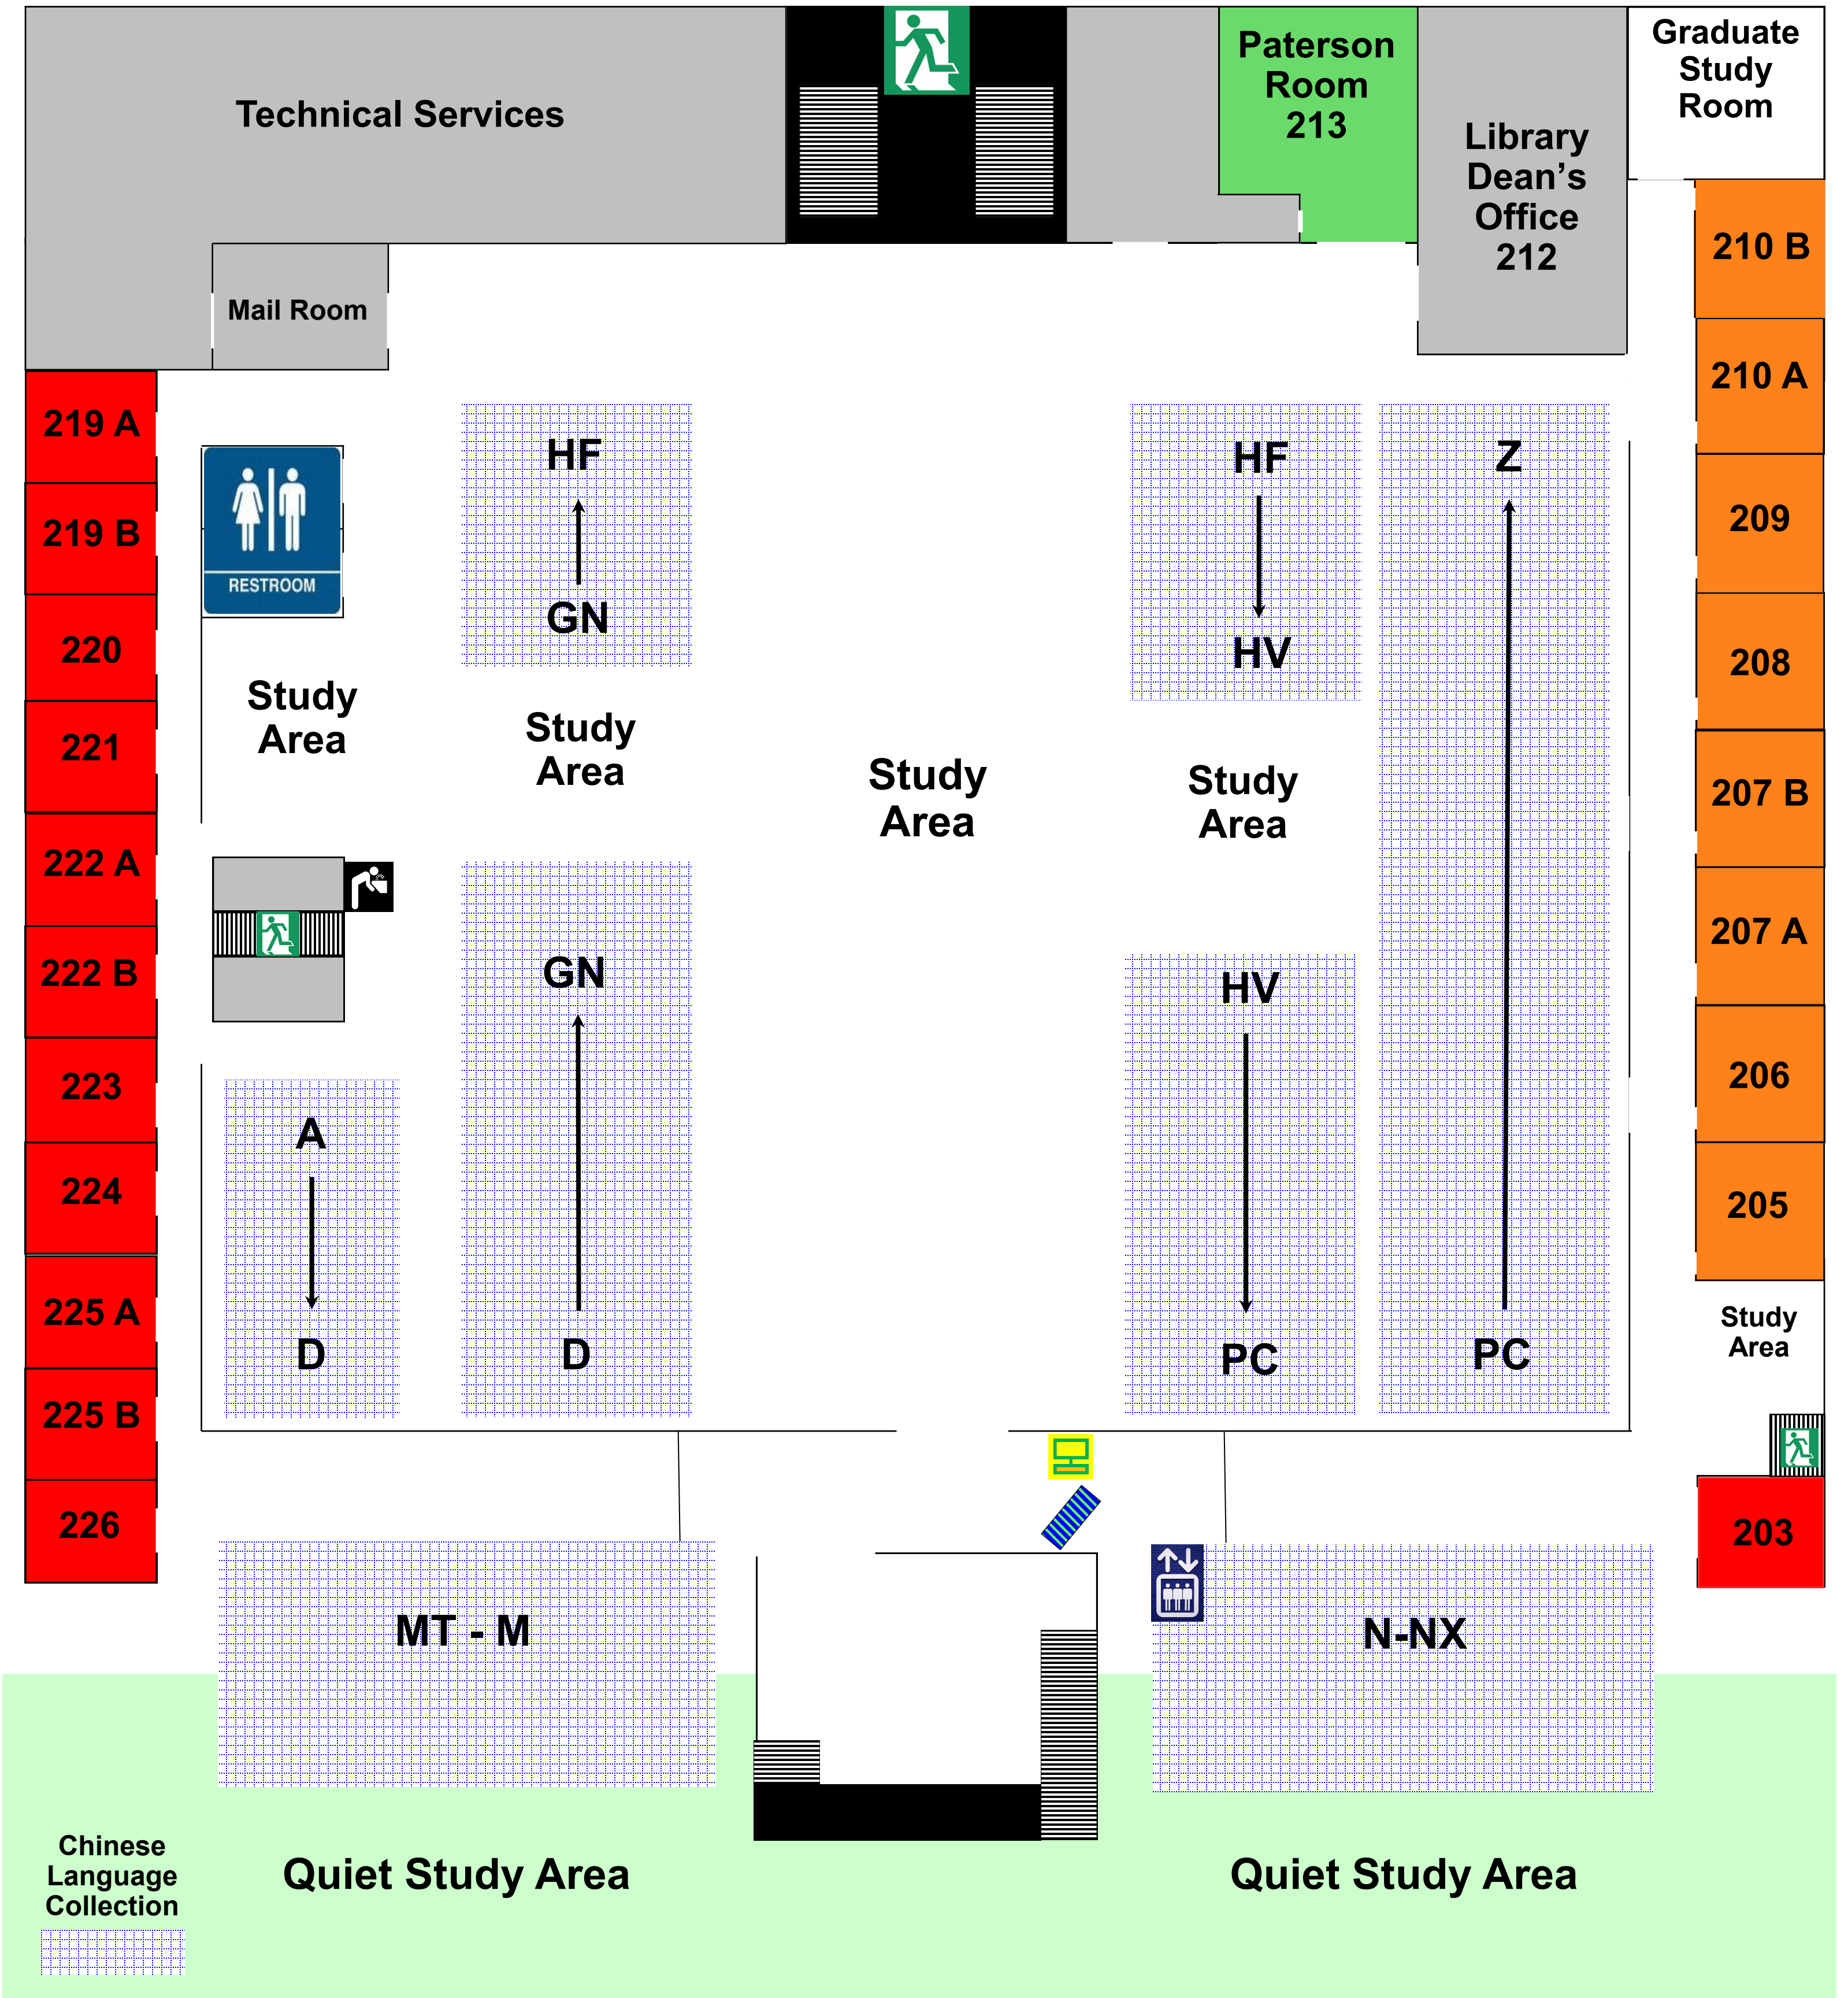 Technical Services
Paterson
Room
213
Library
Dean’s
Office
212
Graduate
Study
Room
Mail Room
219 A
219 B
220
221
222 A
222 B
223
224
225 A
225 B
226
RESTROOM
Study
Area
HF
GN
Study
Area
GN
D
A
D
Study
Area
HF
HV
Study
Area
HV
PC
Z
PC
210 B
210 A
209
208
207 B
207 A
206
205
Study
Area
203
MT - M
N-NX
Chinese
Language
Collection
Quiet Study Area
Quiet Study Area